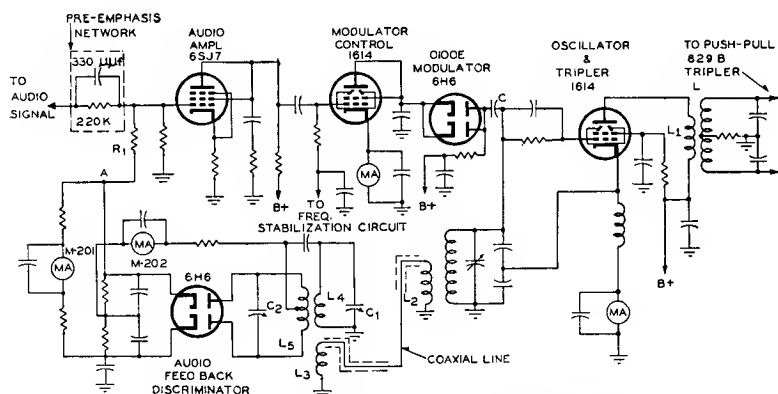 PRE-EMPHASIS
NETWORK
330 µµF
220K
TO
AUDIO
SIGNAL
R1
AUDIO
AMPL
6SJ7
B+
MODULATOR
CONTROL
1614
MA
TO
FREQ.
STABILIZATION CIRCUIT
DIODE
MODULATOR
6H6
B+
C
OSCILLATOR
&
TRIPLER
1614
TO PUSH-PULL
829 B
TRIPLER
L
L1
B+
MA
A
M-201
MA
MA
M-202
6H6
AUDIO
FEED BACK
DISCRIMINATOR
C2
L5
L4
C1
L3
L2
COAXIAL LINE